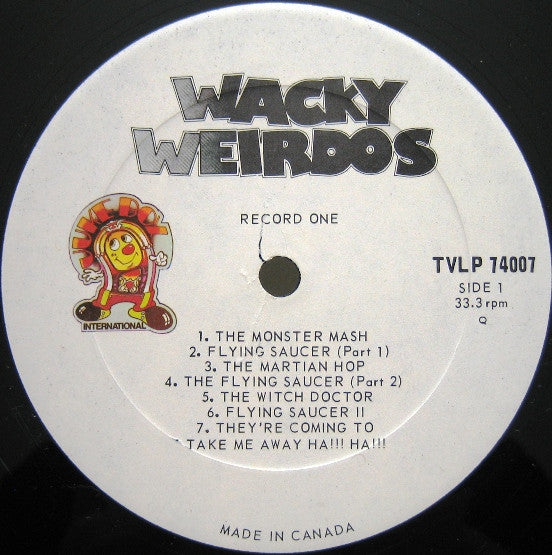 WACKY
WEIRDOS
RECORD ONE
JUKE BOX
INTERNATIONAL
TVLP 74007
SIDE 1
33.3 rpm
Q
1. THE MONSTER MASH
2. FLYING SAUCER (Part 1)
3. THE MARTIAN HOP
4. THE FLYING SAUCER (Part 2)
5. THE WITCH DOCTOR
6. FLYING SAUCER II
7. THEY'RE COMING TO
TAKE ME AWAY HA!!! HA!!!
MADE IN CANADA